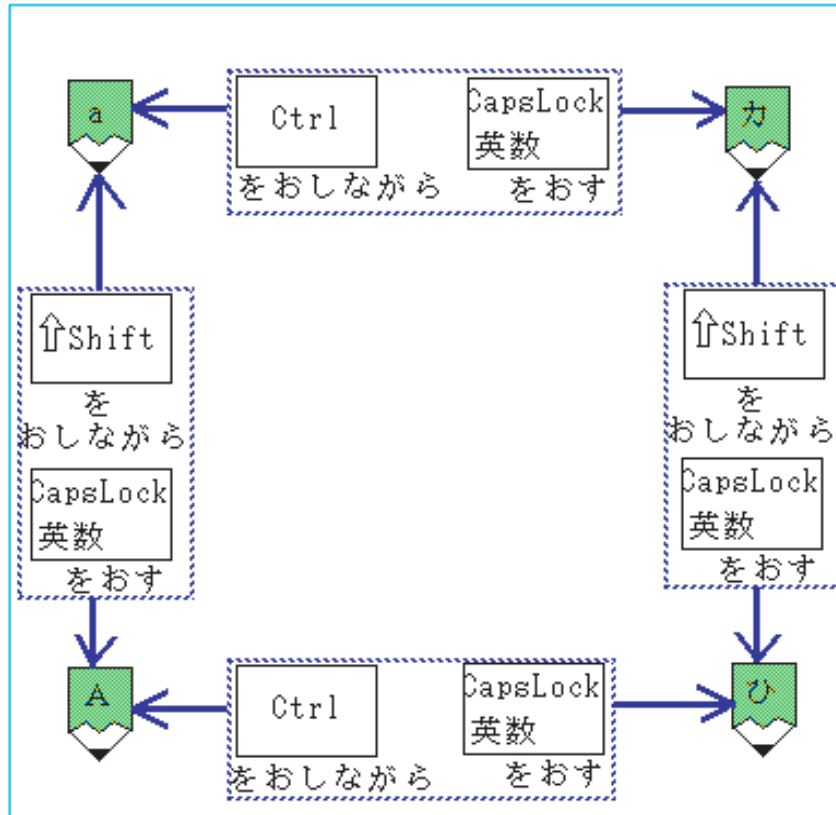 a
Ctrl
をおしながら
CapsLock
英数
をおす
カ
⇧Shift
を
おしながら
CapsLock
英数
をおす
⇧Shift
を
おしながら
CapsLock
英数
をおす
A
Ctrl
をおしながら
CapsLock
英数
をおす
ひ